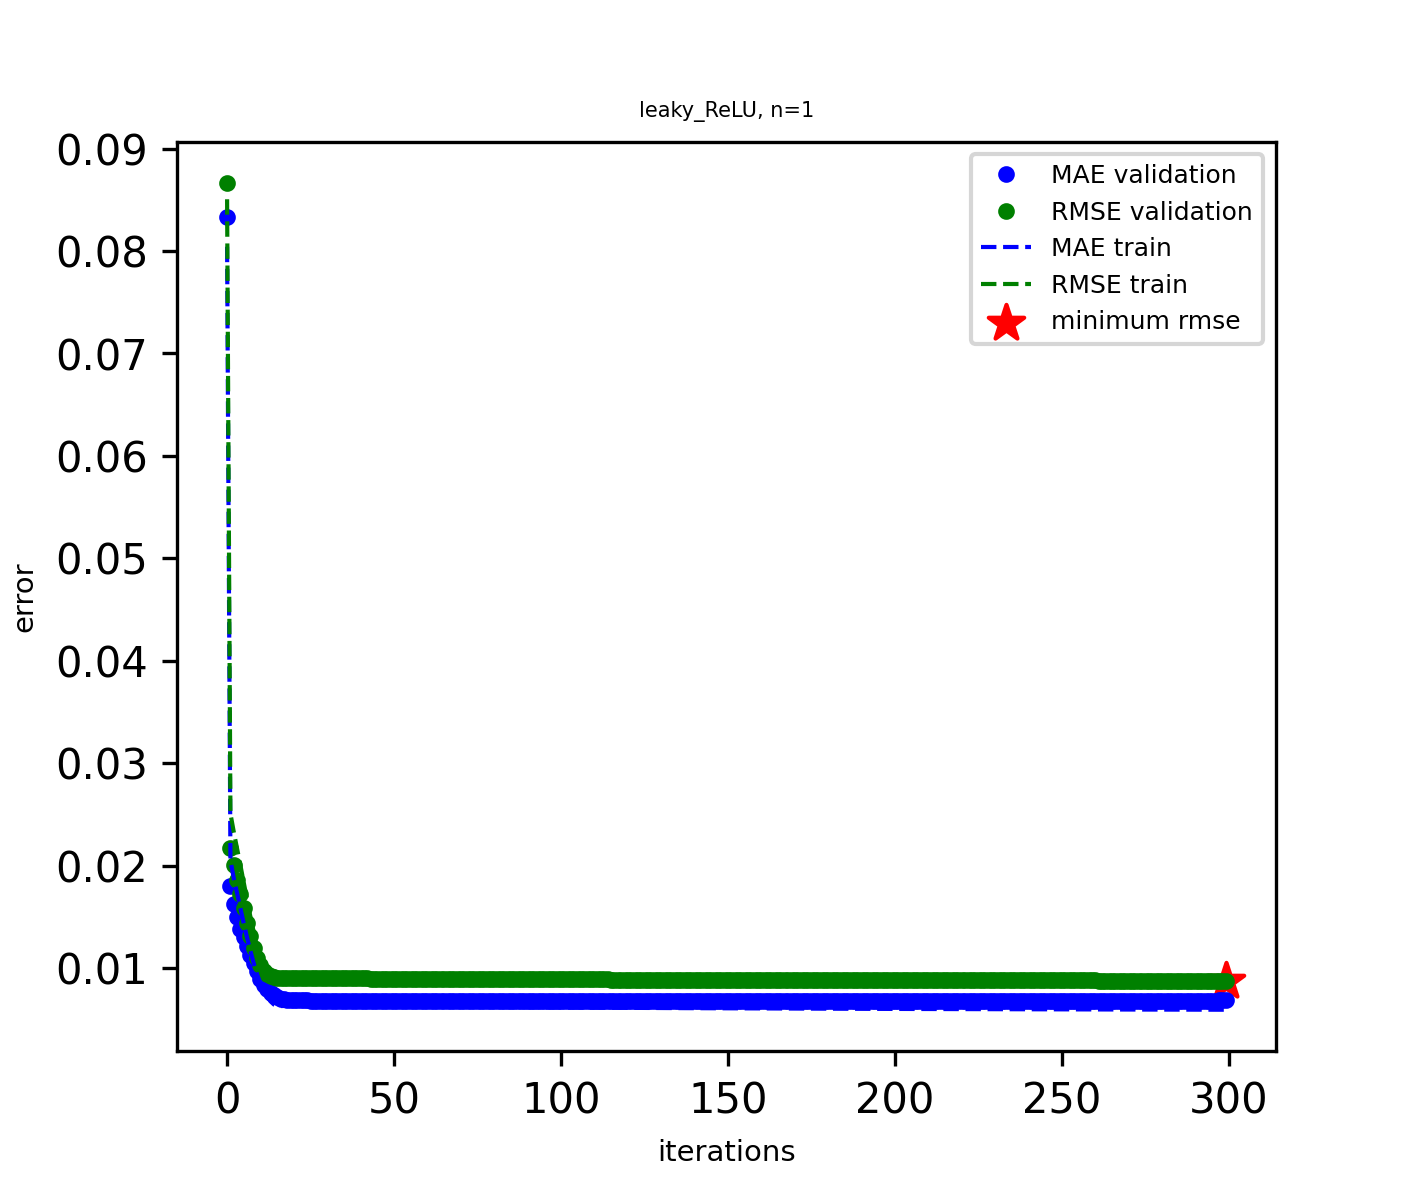 leaky_ReLU, n=1
0.09
0.08
0.07
0.06
0.05
0.04
0.03
0.02
0.01
error
MAE validation
RMSE validation
MAE train
RMSE train
minimum rmse
0 50 100 150 200 250 300
iterations